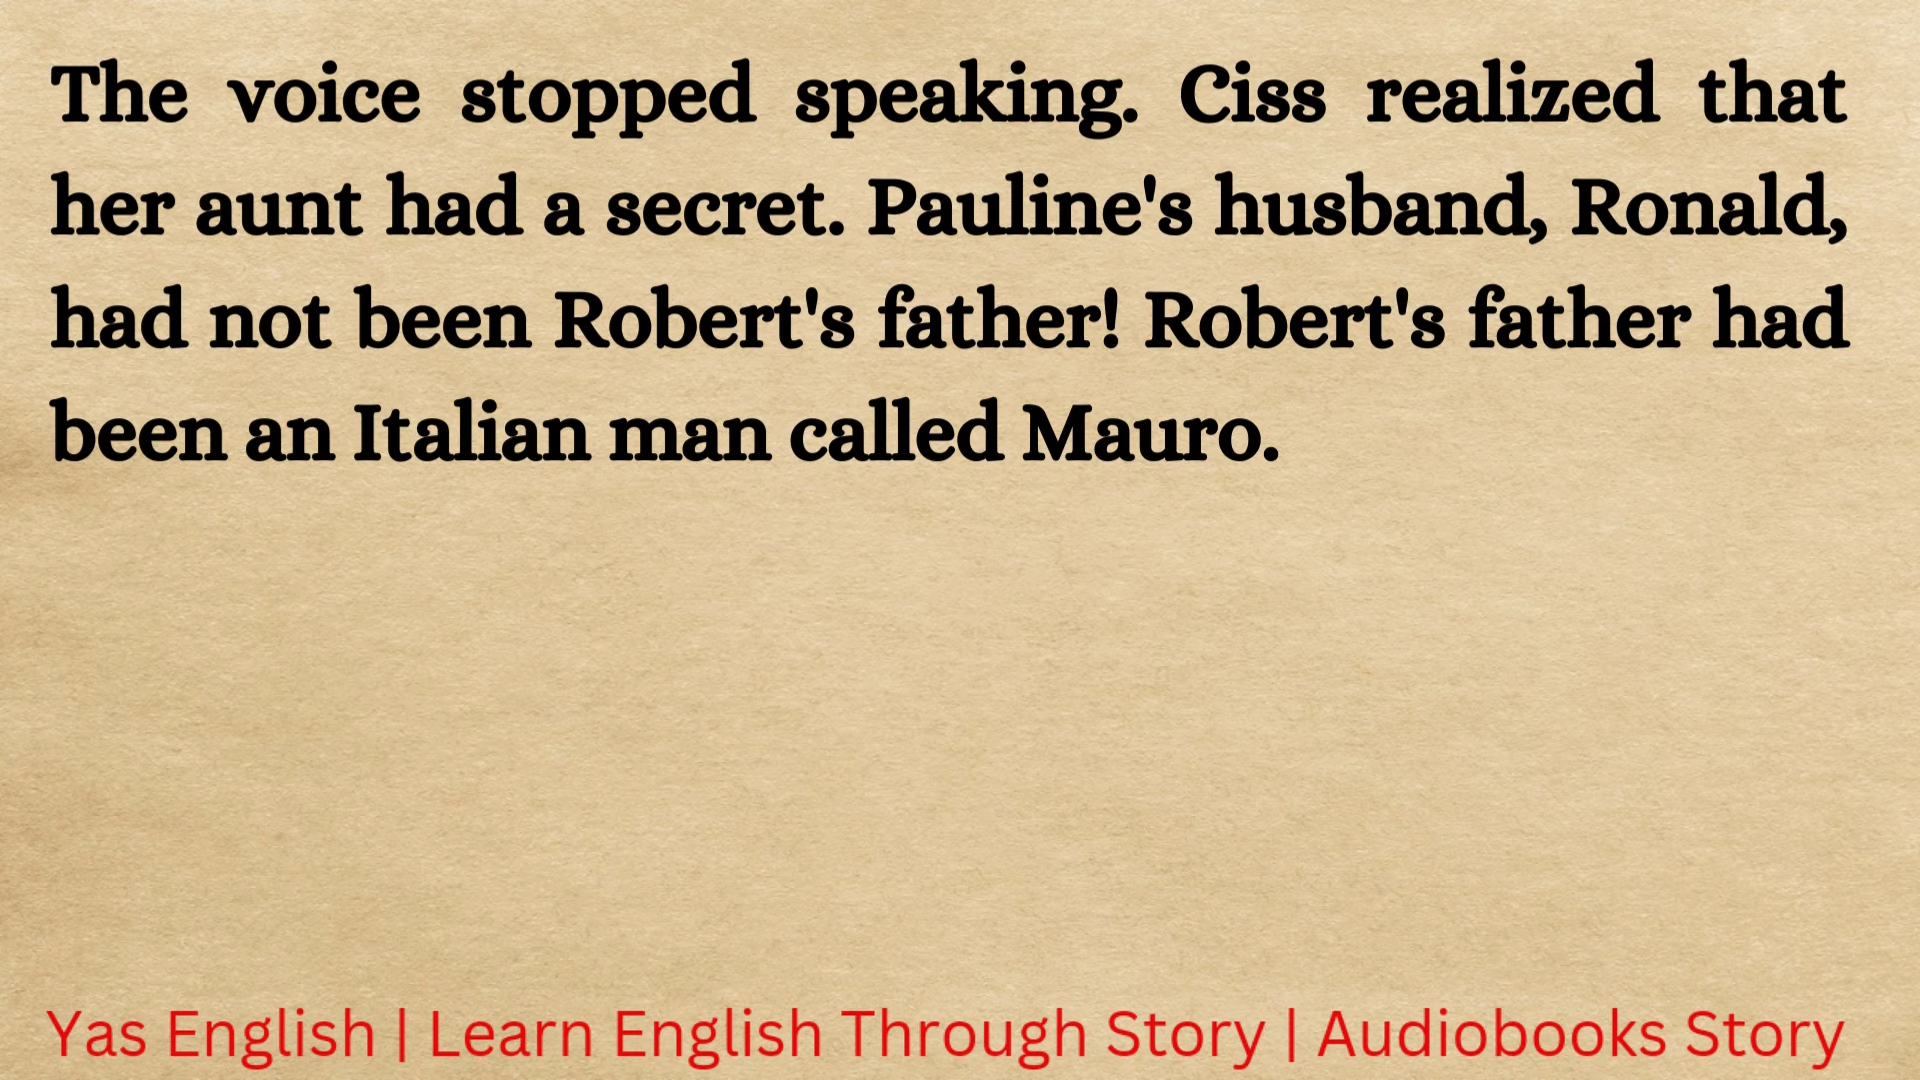 The voice stopped speaking. Ciss realized that
her aunt had a secret. Pauline's husband, Ronald,
had not been Robert's father! Robert's father had
been an Italian man called Mauro.
Yas English | Learn English Through Story | Audiobooks Story